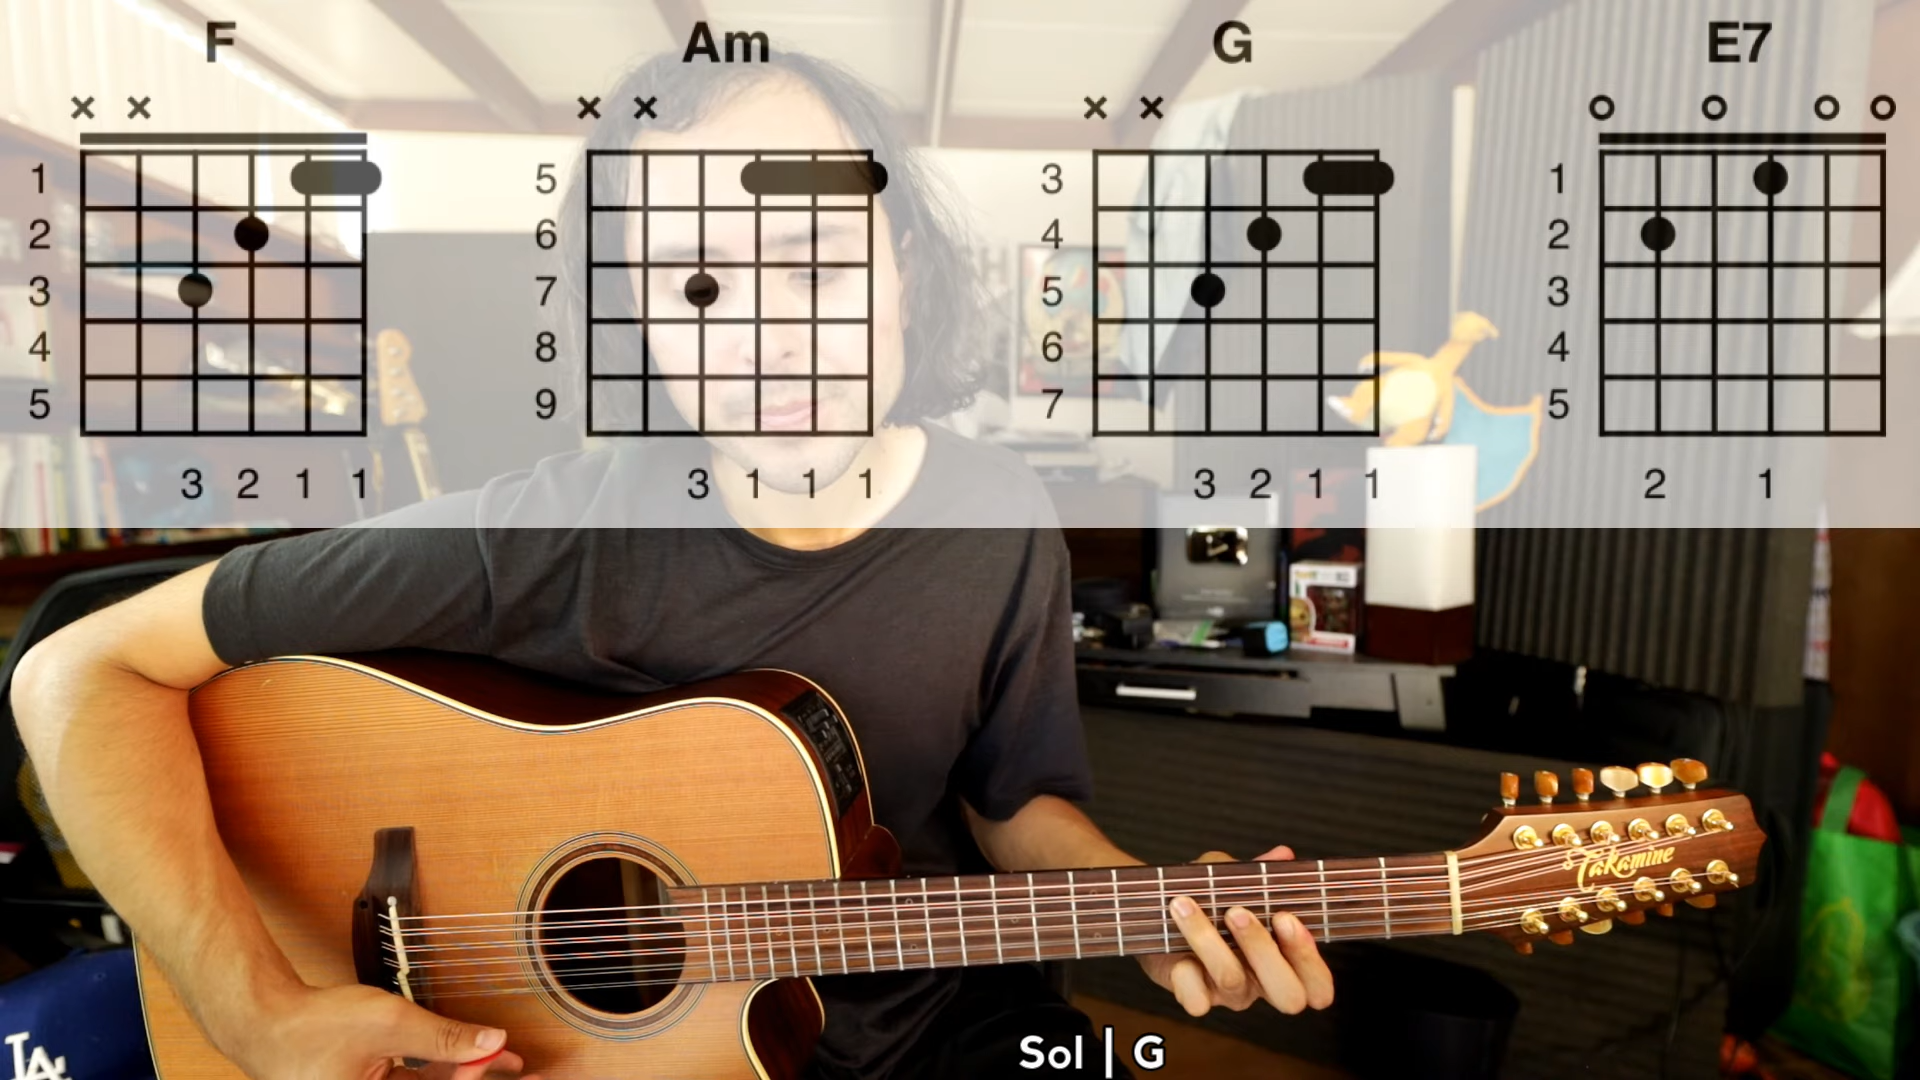 F Am G E7
× × × × × × o o o o
1 5 3 1
2 6 4 2
3 7 5 3
4 8 6 4
5 9 7 5
3 2 1 1 3 1 1 1 3 2 1 1 2 1
Takamine
LA
Sol | G